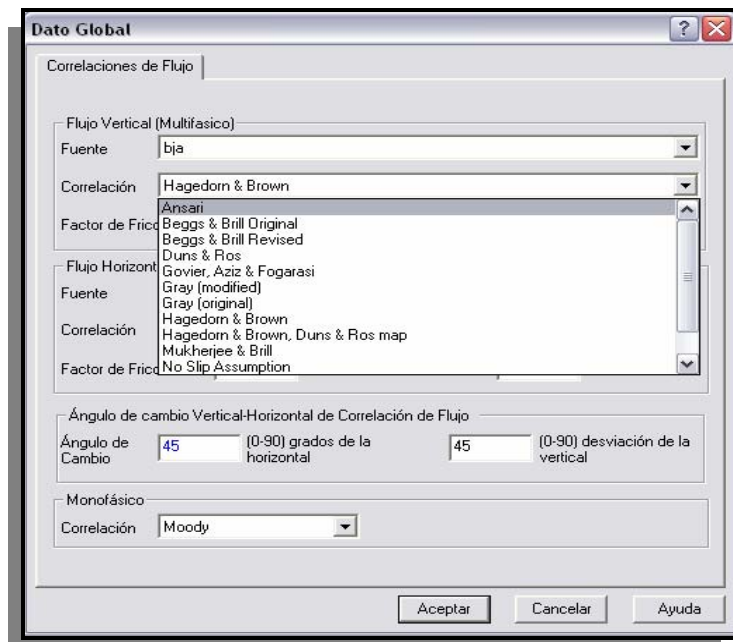 Dato Global
Correlaciones de Flujo
Flujo Vertical (Multifasico)
Fuente bja
Correlación Hagedorn & Brown
Factor de Fricc
Ansari
Beggs & Brill Original
Beggs & Brill Revised
Duns & Ros
Govier, Aziz & Fogarasi
Gray (modified)
Gray (original)
Hagedorn & Brown
Hagedorn & Brown, Duns & Ros map
Mukherjee & Brill
No Slip Assumption
Flujo Horizont
Fuente
Correlación
Factor de Fricc
Ángulo de cambio Vertical-Horizontal de Correlación de Flujo
Ángulo de Cambio 45 (0-90) grados de la horizontal 45 (0-90) desviación de la vertical
Monofásico
Correlación Moody
Aceptar Cancelar Ayuda